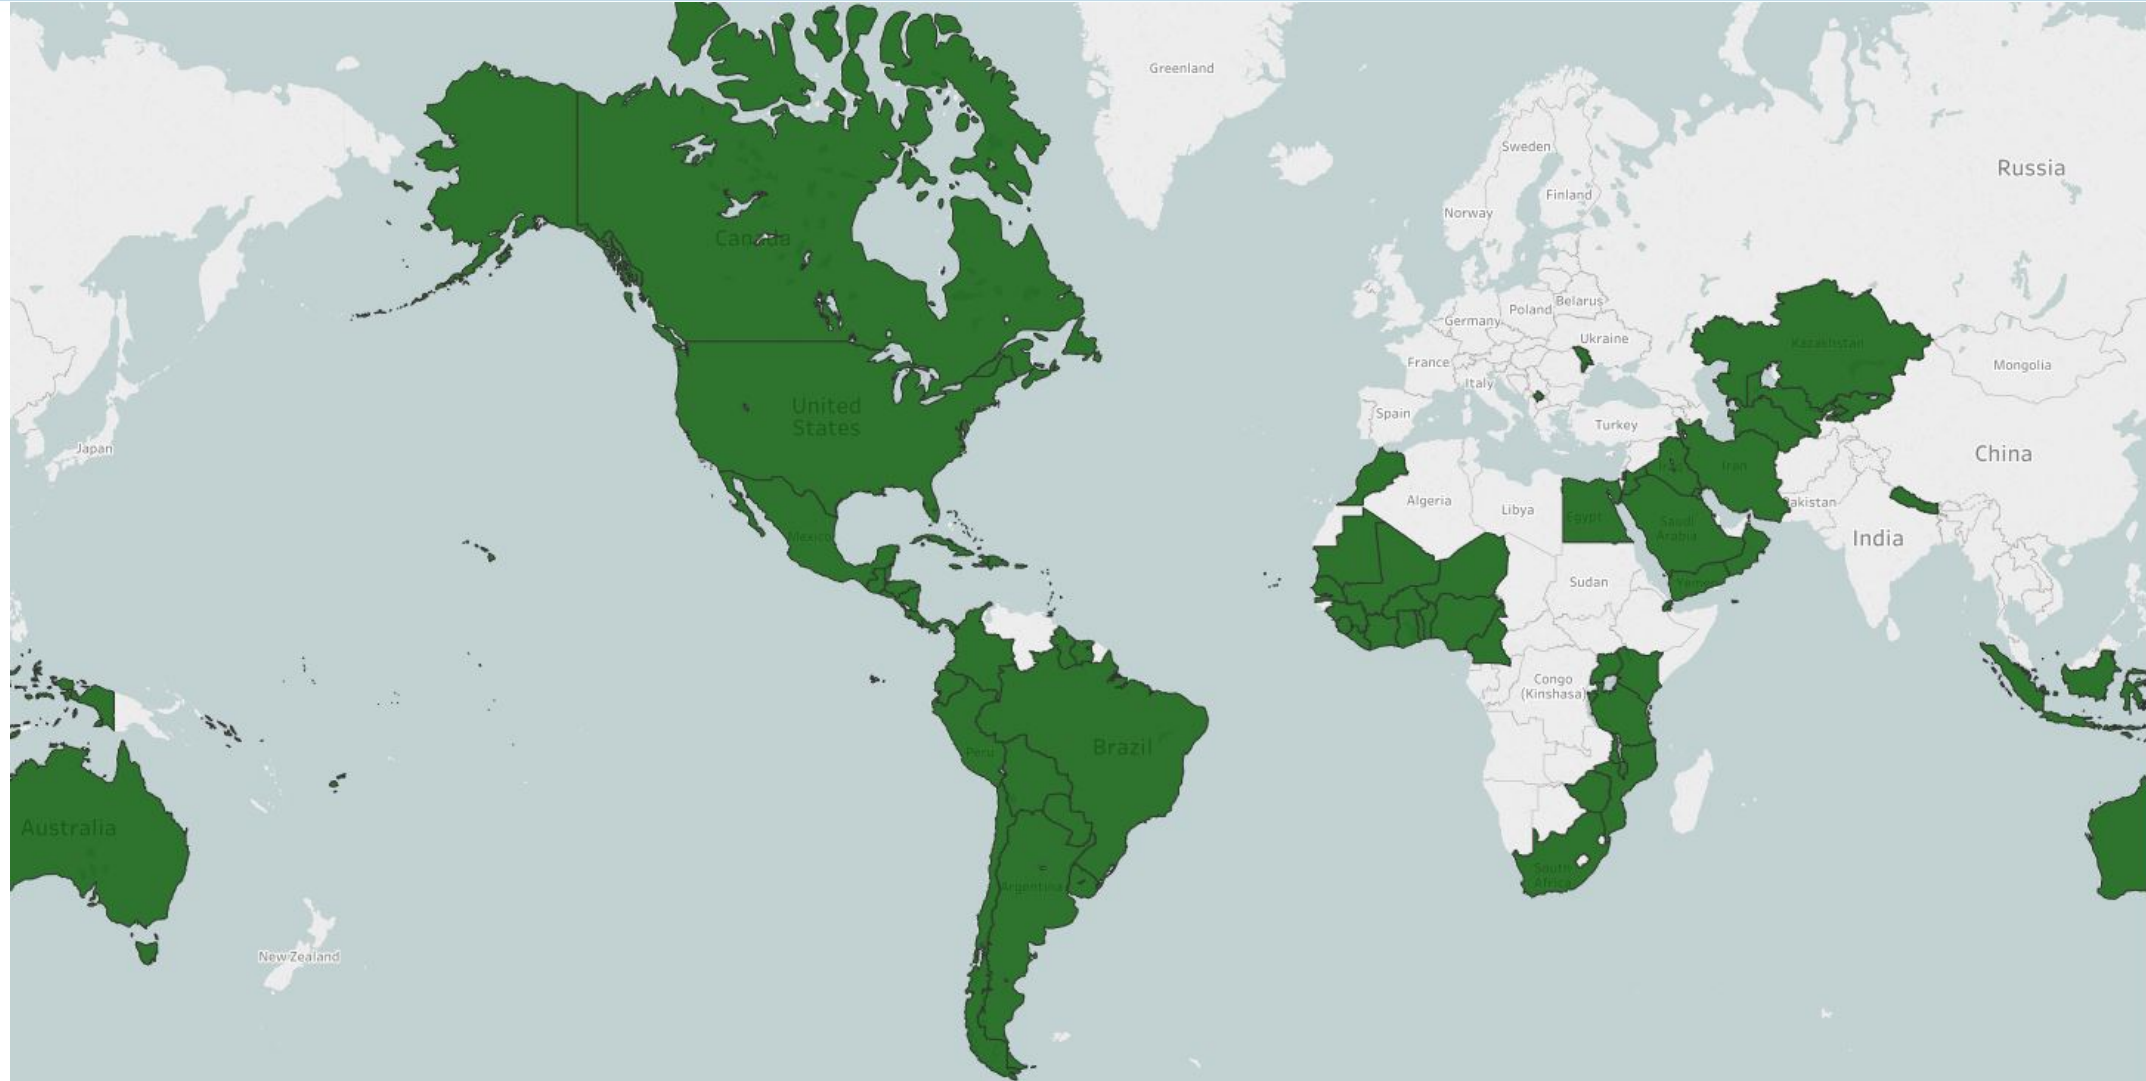 Greenland
Russia
Sweden
Finland
Norway
Canada
Belarus
Poland
Germany
Ukraine
Kazakhstan
France
Mongolia
Italy
United
States
Spain
Turkey
Japan
China
Iraq
Iran
Algeria
Libya
Pakistan
Egypt
Saudi
Arabia
India
Mexico
Sudan
Yemen
Congo
(Kinshasa)
Peru
Brazil
Australia
South
Africa
Argentina
New Zealand